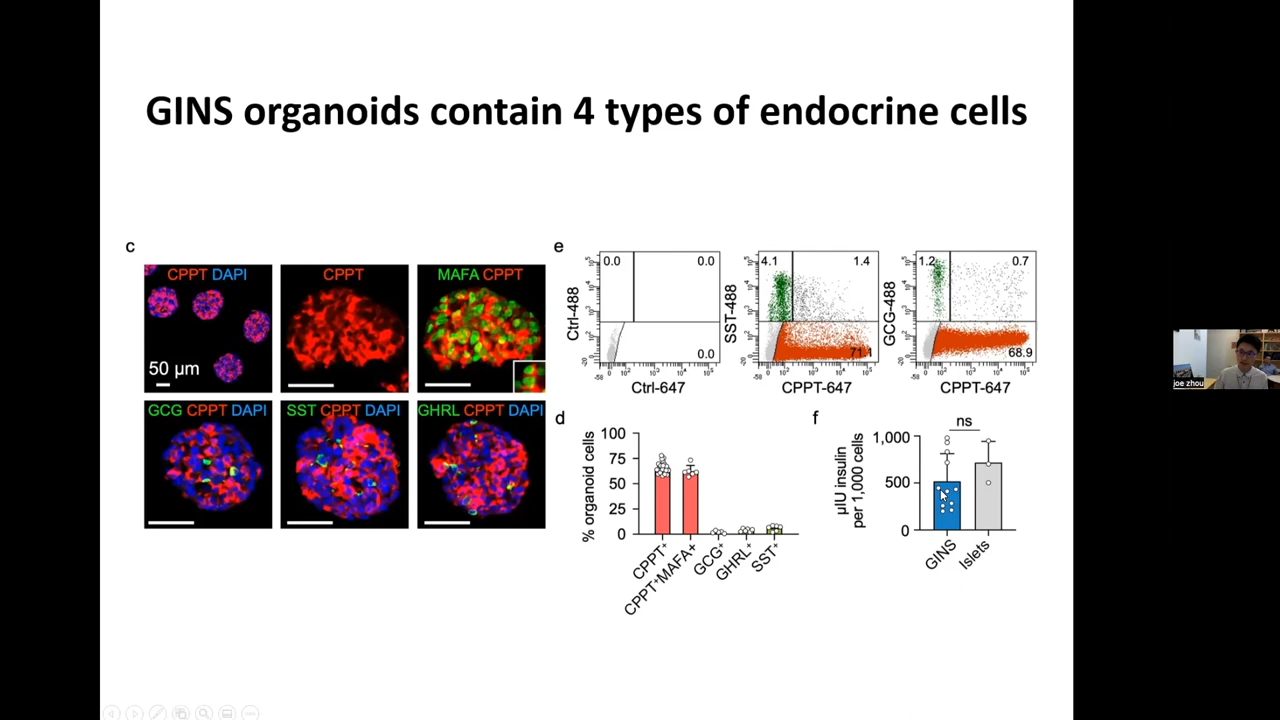 GINS organoids contain 4 types of endocrine cells
c
CPPT DAPI
50 µm
CPPT
MAFA CPPT
GCG CPPT DAPI
SST CPPT DAPI
GHRL CPPT DAPI
e
0.0
0.0
0.0
Ctrl-488
Ctrl-647
4.1
1.4
71.1
SST-488
CPPT-647
1.2
0.7
68.9
GCG-488
CPPT-647
d
% organoid cells
100
75
50
25
0
CPPT+
CPPT+MAFA+
GCG+
GHRL+
SST+
f
µIU insulin
per 1,000 cells
1,000
500
0
ns
GINS
Islets
joe zhou